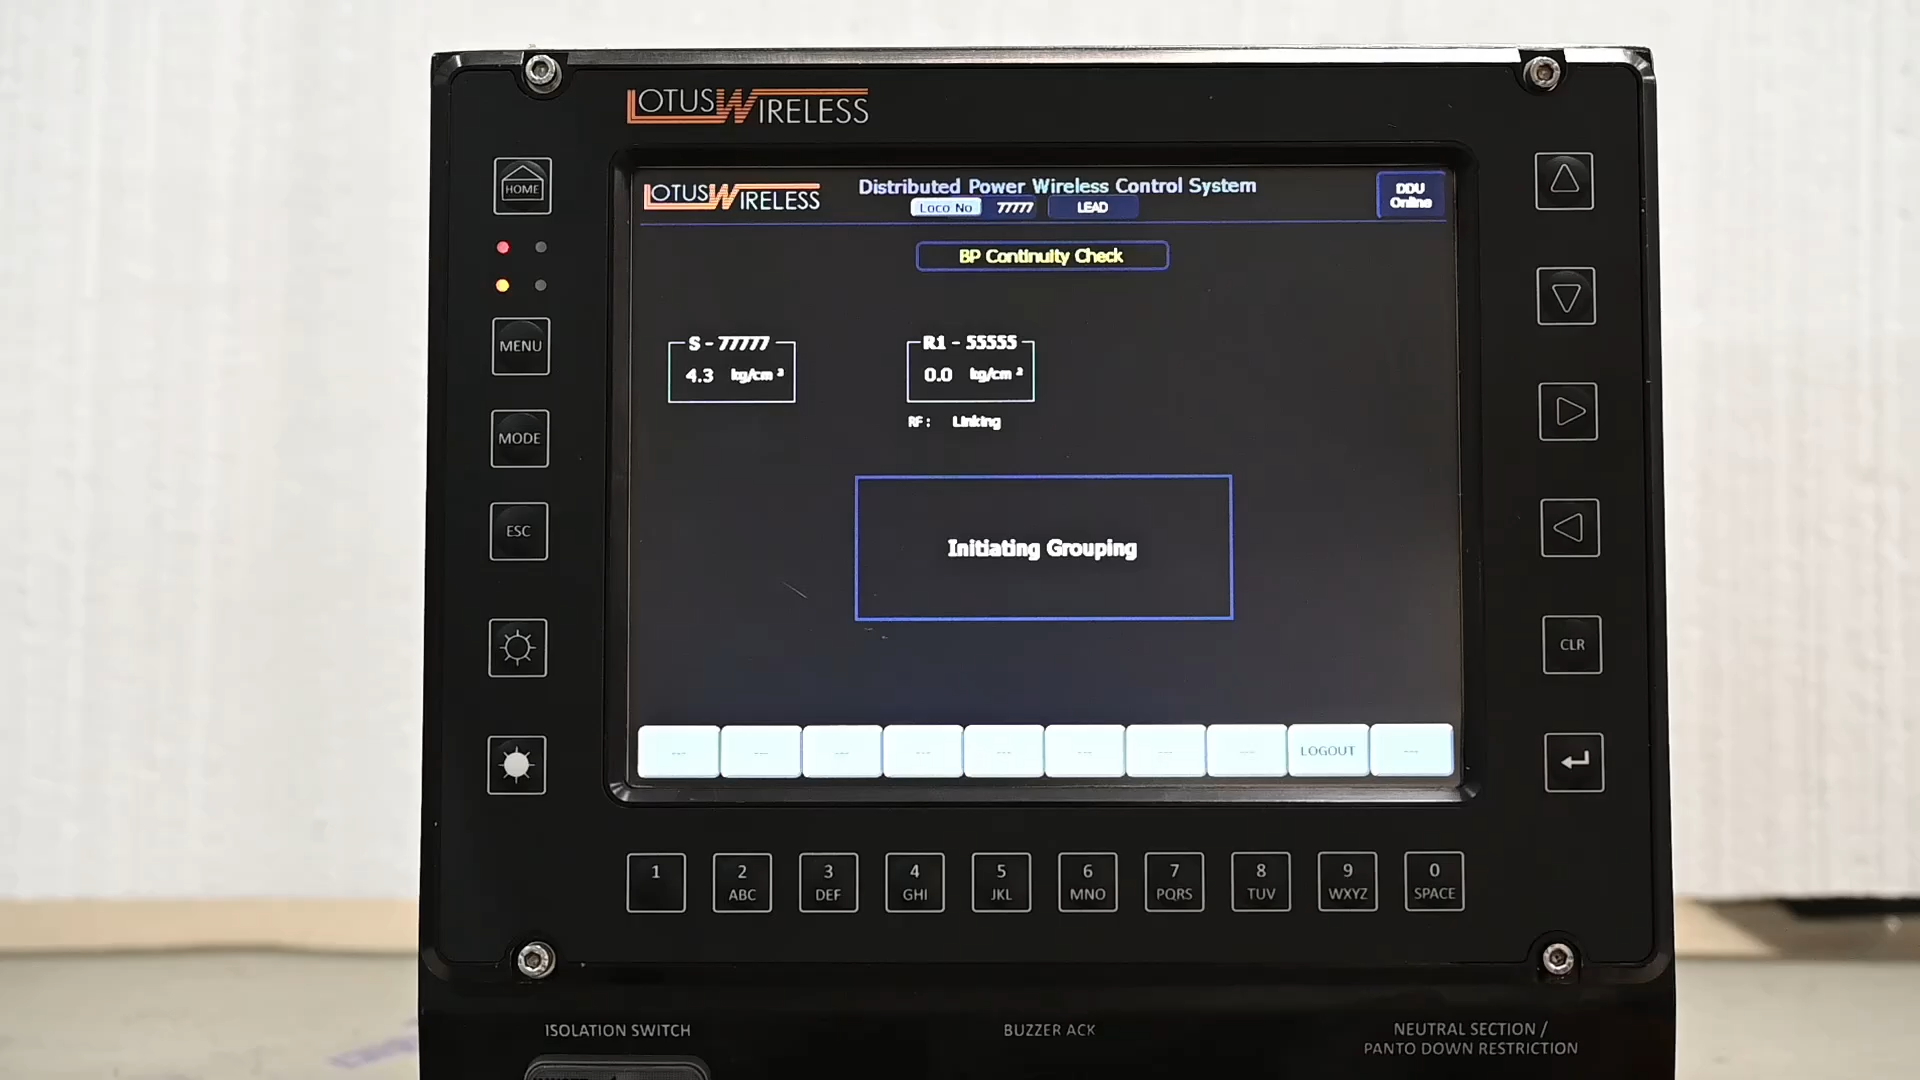 LOTUSWIRELESS
HOME
MENU
MODE
ESC
LOTUSWIRELESS
Distributed Power Wireless Control System
Loco No 77777 LEAD
DDU
Online
BP Continuity Check
S - 77777
4.3 kg/cm²
R1 - 55555
0.0 kg/cm²
RF : Linking
Initiating Grouping
--- --- --- --- --- --- --- --- LOGOUT ---
CLR
1
2
ABC
3
DEF
4
GHI
5
JKL
6
MNO
7
PQRS
8
TUV
9
WXYZ
0
SPACE
ISOLATION SWITCH
BUZZER ACK
NEUTRAL SECTION /
PANTO DOWN RESTRICTION